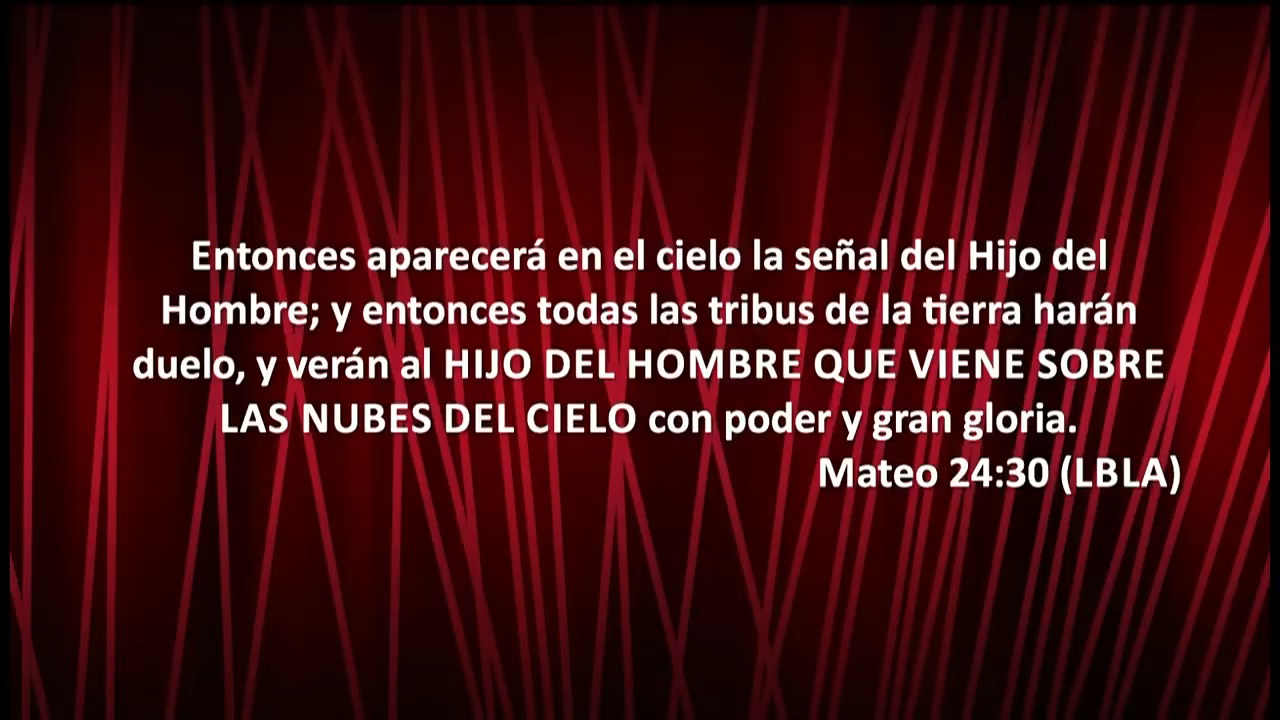 Entonces aparecerá en el cielo la señal del Hijo del
Hombre; y entonces todas las tribus de la tierra harán
duelo, y verán al HIJO DEL HOMBRE QUE VIENE SOBRE
LAS NUBES DEL CIELO con poder y gran gloria.
Mateo 24:30 (LBLA)